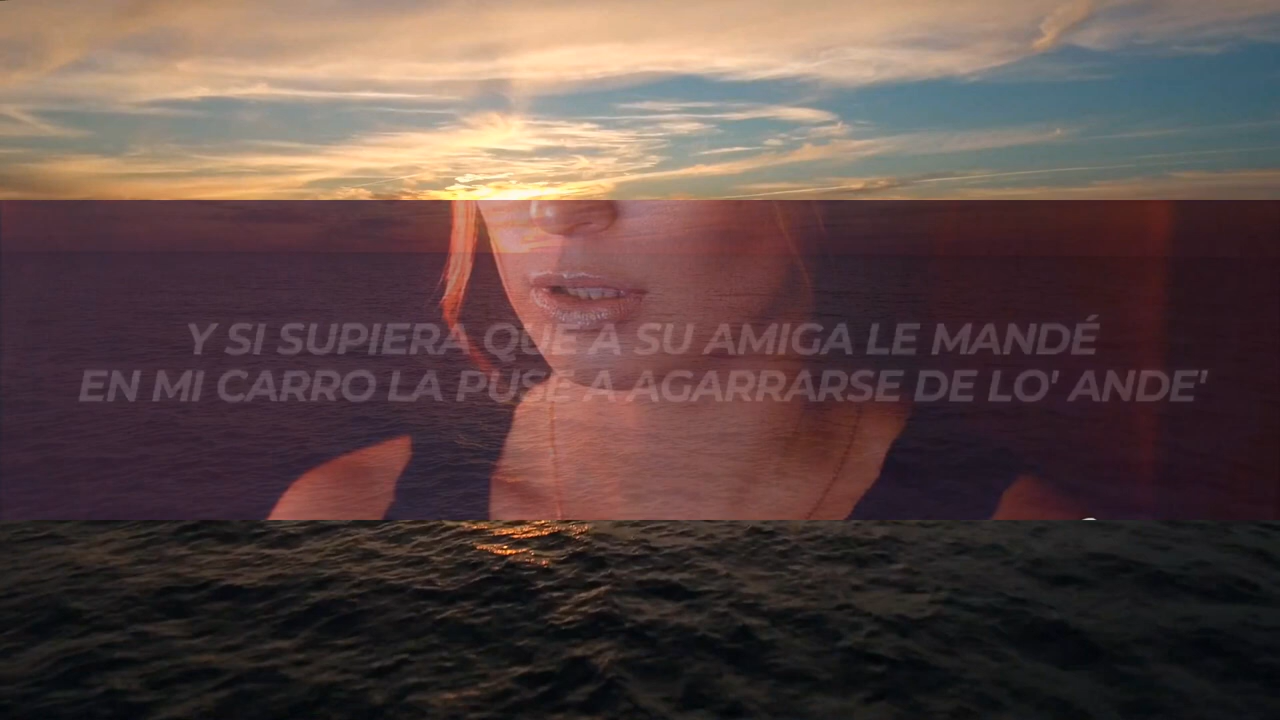 Y SI SUPIERA QUE A SU AMIGA LE MANDÉ
EN MI CARRO LA PUSE A AGARRARSE DE LO' ANDE'